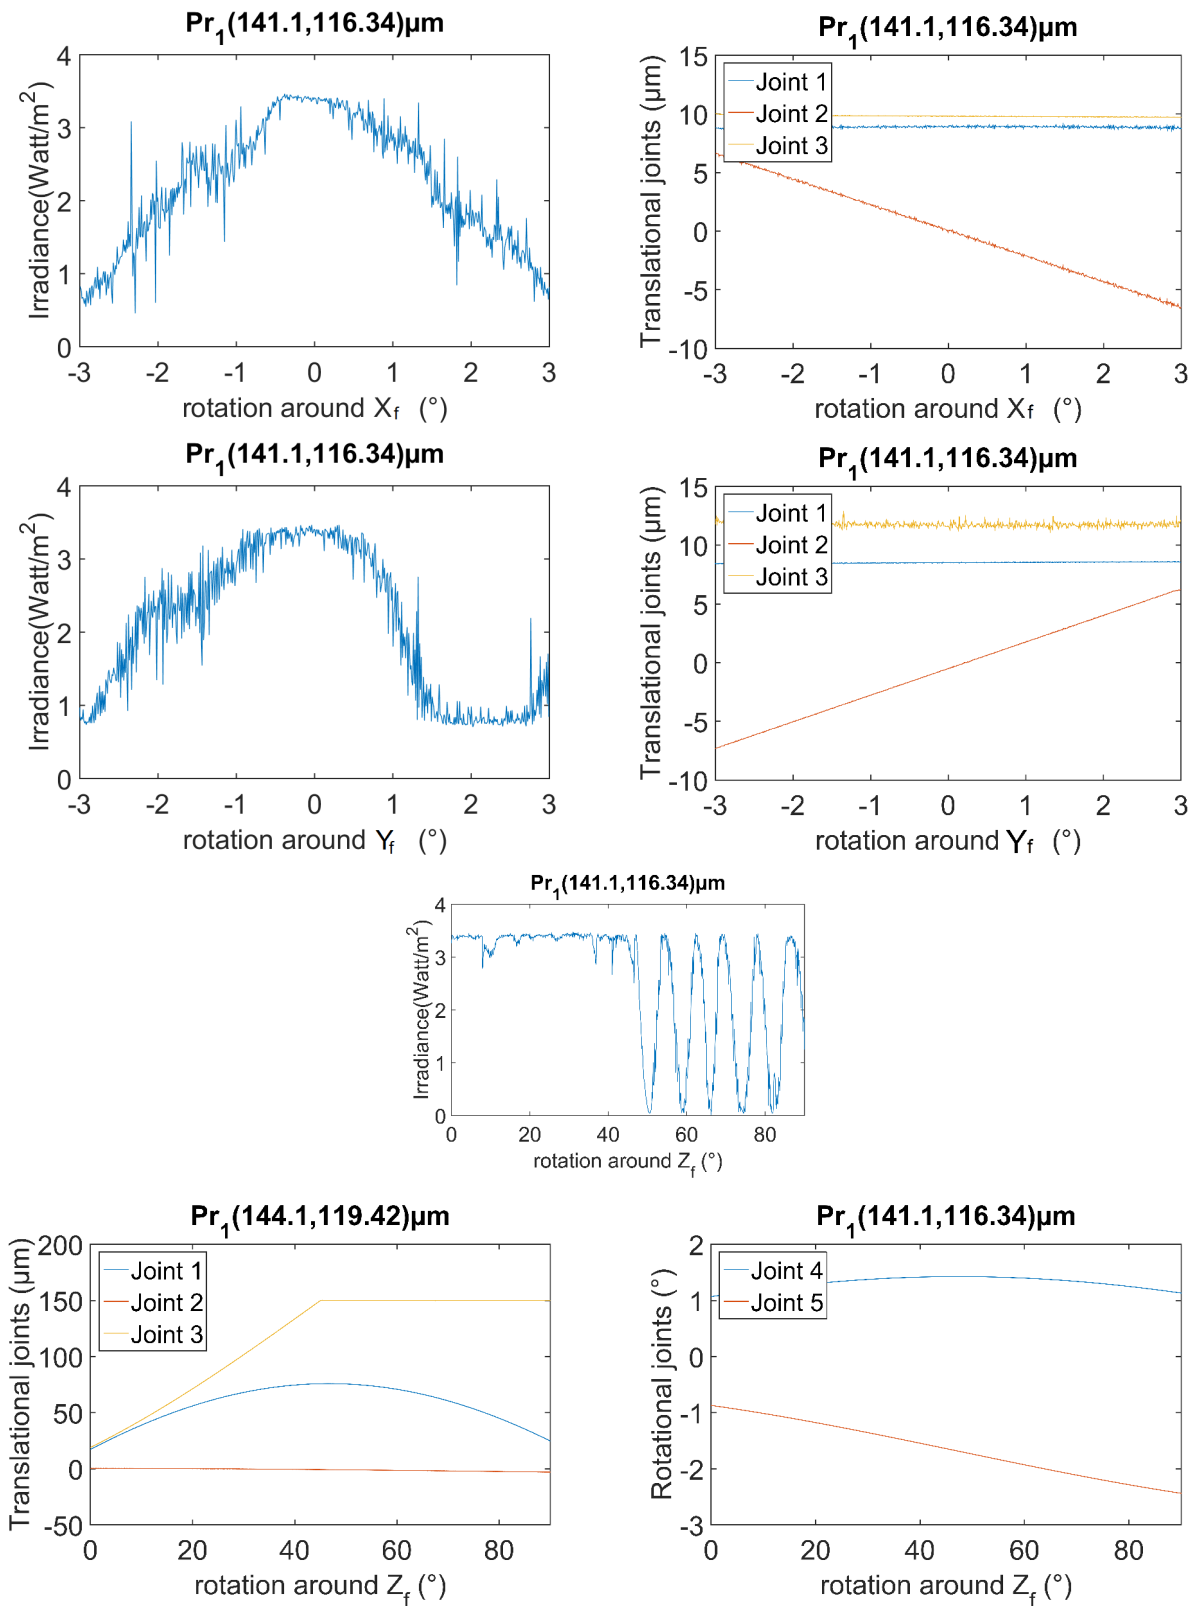 Pr1(141.1,116.34)µm
4
3
2
1
0
Irradiance(Watt/m2)
-3 -2 -1 0 1 2 3
rotation around Xf (°)
Pr1(141.1,116.34)µm
15
10
5
0
-5
-10
Translational joints (µm)
Joint 1
Joint 2
Joint 3
-3 -2 -1 0 1 2 3
rotation around Xf (°)
Pr1(141.1,116.34)µm
4
3
2
1
0
Irradiance(Watt/m2)
-3 -2 -1 0 1 2 3
rotation around Yf (°)
Pr1(141.1,116.34)µm
15
10
5
0
-5
-10
Translational joints (µm)
Joint 1
Joint 2
Joint 3
-3 -2 -1 0 1 2 3
rotation around Yf (°)
Pr1(141.1,116.34)µm
4
3
2
1
0
Irradiance(Watt/m2)
0 20 40 60 80
rotation around Zf (°)
Pr1(144.1,119.42)µm
200
150
100
50
0
-50
Translational joints (µm)
Joint 1
Joint 2
Joint 3
0 20 40 60 80
rotation around Zf (°)
Pr1(141.1,116.34)µm
2
1
0
-1
-2
-3
Rotational joints (°)
Joint 4
Joint 5
0 20 40 60 80
rotation around Zf (°)